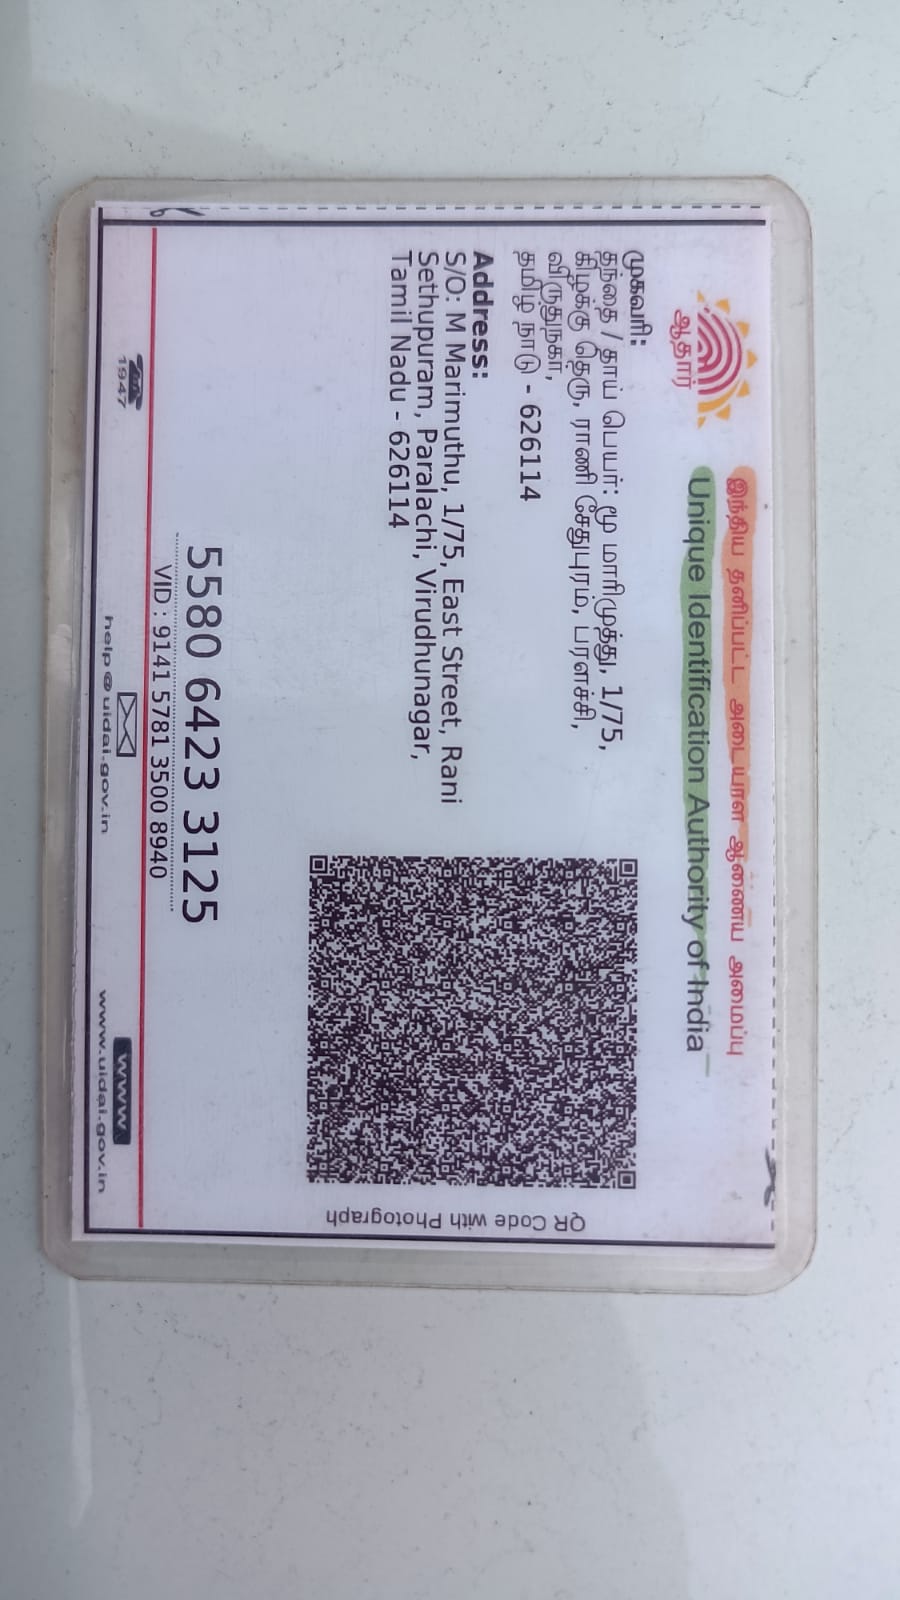 இந்திய தனிப்பட்ட அடையாள ஆணைய அமைப்பு
Unique Identification Authority of India
ஆதார்
முகவரி:
தந்தை / தாய் பெயர்: மூ மாரிமுத்து, 1/75,
கிழக்கு தெரு, ராணி சேதுபுரம், பரளச்சி,
விருதுநகர்,
தமிழ் நாடு - 626114
Address:
S/O: M Marimuthu, 1/75, East Street, Rani
Sethupuram, Paralachi, Virudhunagar,
Tamil Nadu - 626114
QR Code with Photograph
5580 6423 3125
VID : 9141 5781 3500 8940
1947
help@uidai.gov.in
www
www.uidai.gov.in